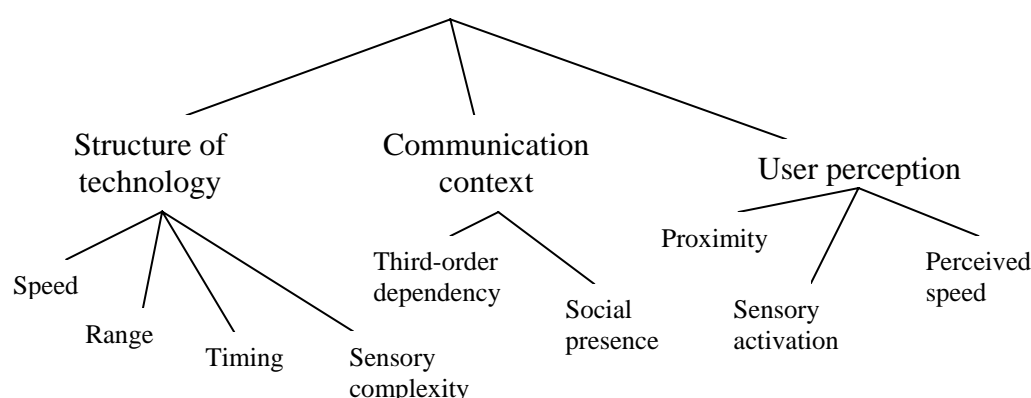 Structure of
technology
Communication
context
User perception
Speed
Range
Timing
Sensory
complexity
Third-order
dependency
Social
presence
Proximity
Sensory
activation
Perceived
speed